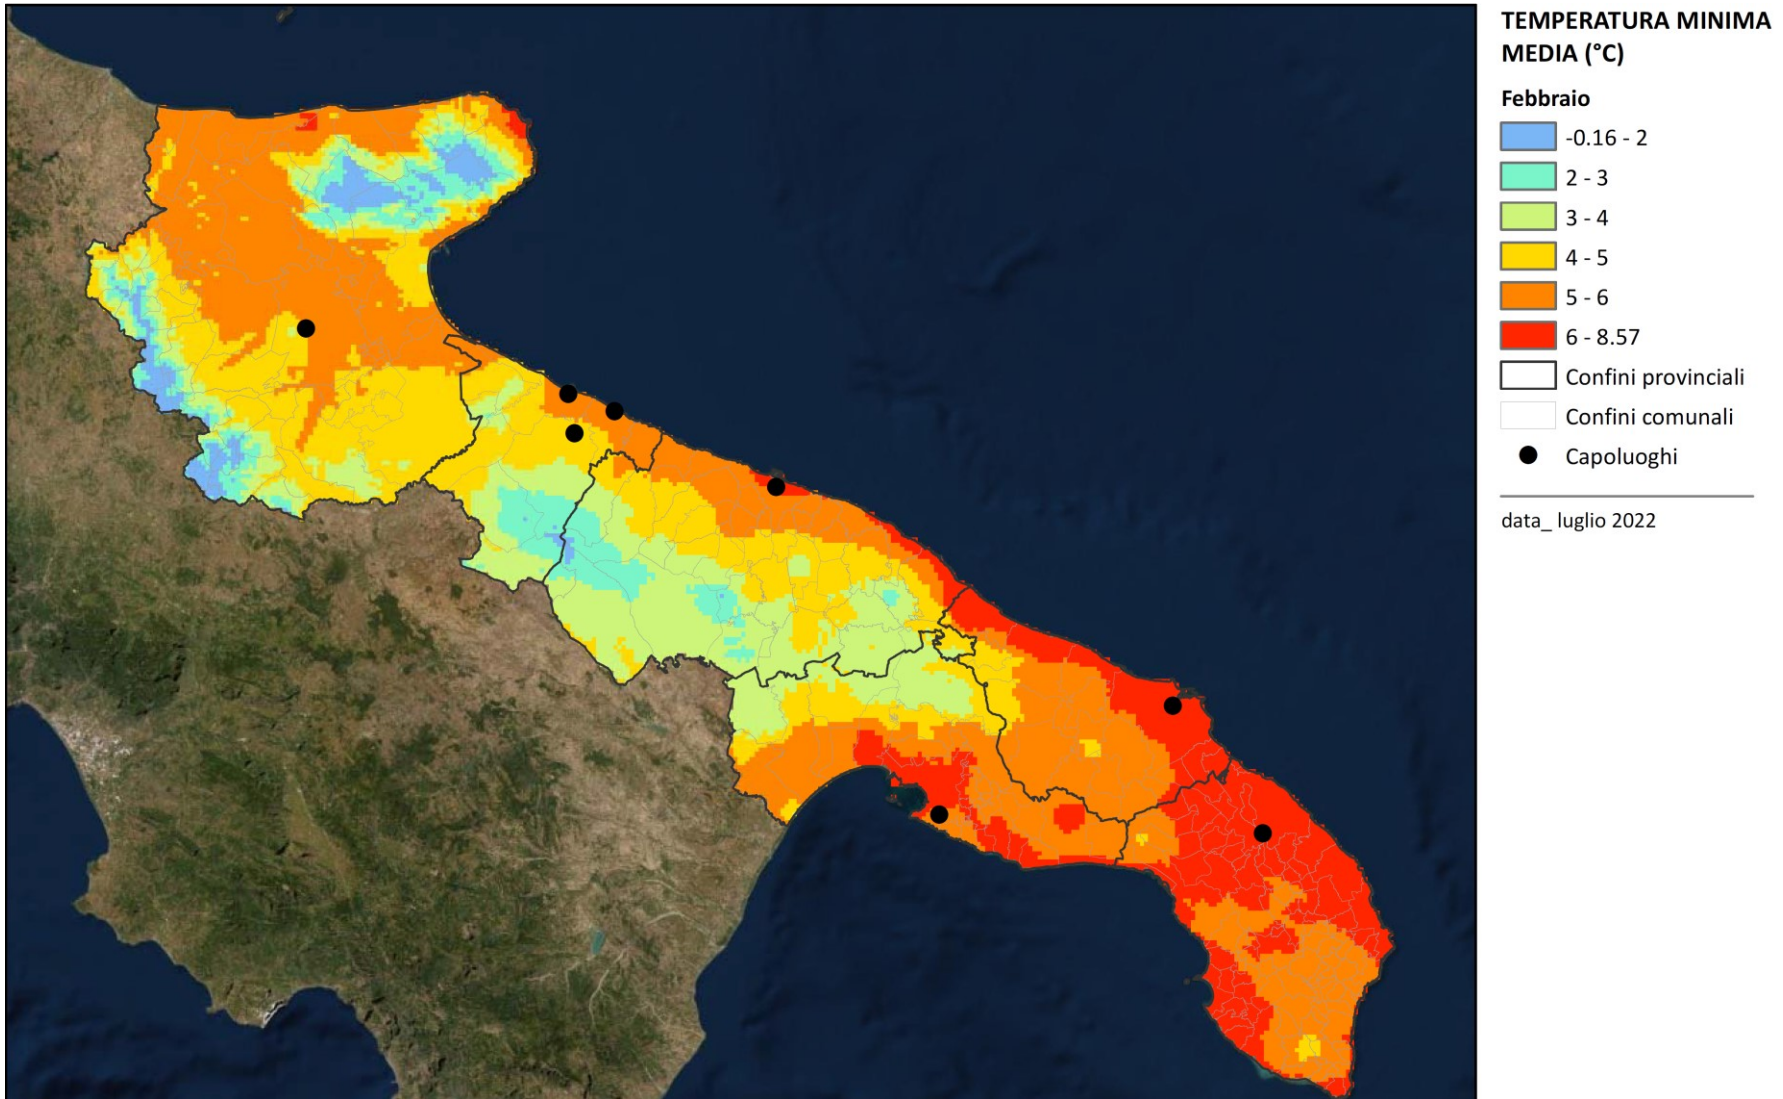 TEMPERATURA MINIMA
MEDIA (°C)
Febbraio
-0.16 - 2
2 - 3
3 - 4
4 - 5
5 - 6
6 - 8.57
Confini provinciali
Confini comunali
Capoluoghi
data_ luglio 2022